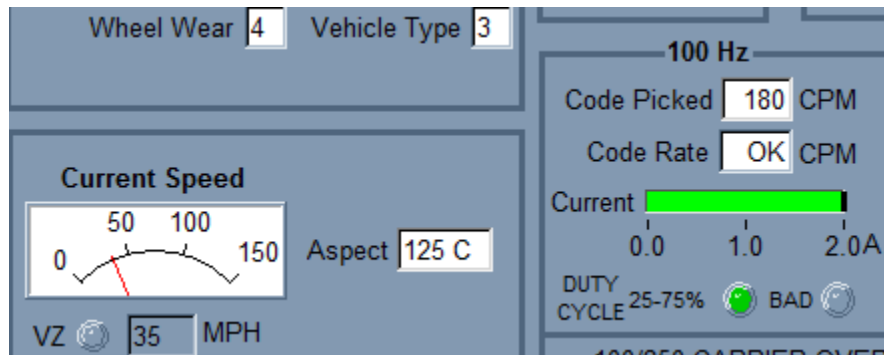 Wheel Wear 4 Vehicle Type 3
100 Hz
Code Picked 180 CPM
Code Rate OK CPM
Current
0.0 1.0 2.0A
DUTY CYCLE 25-75% BAD
Current Speed
0 50 100 150
Aspect 125 C
VZ 35 MPH